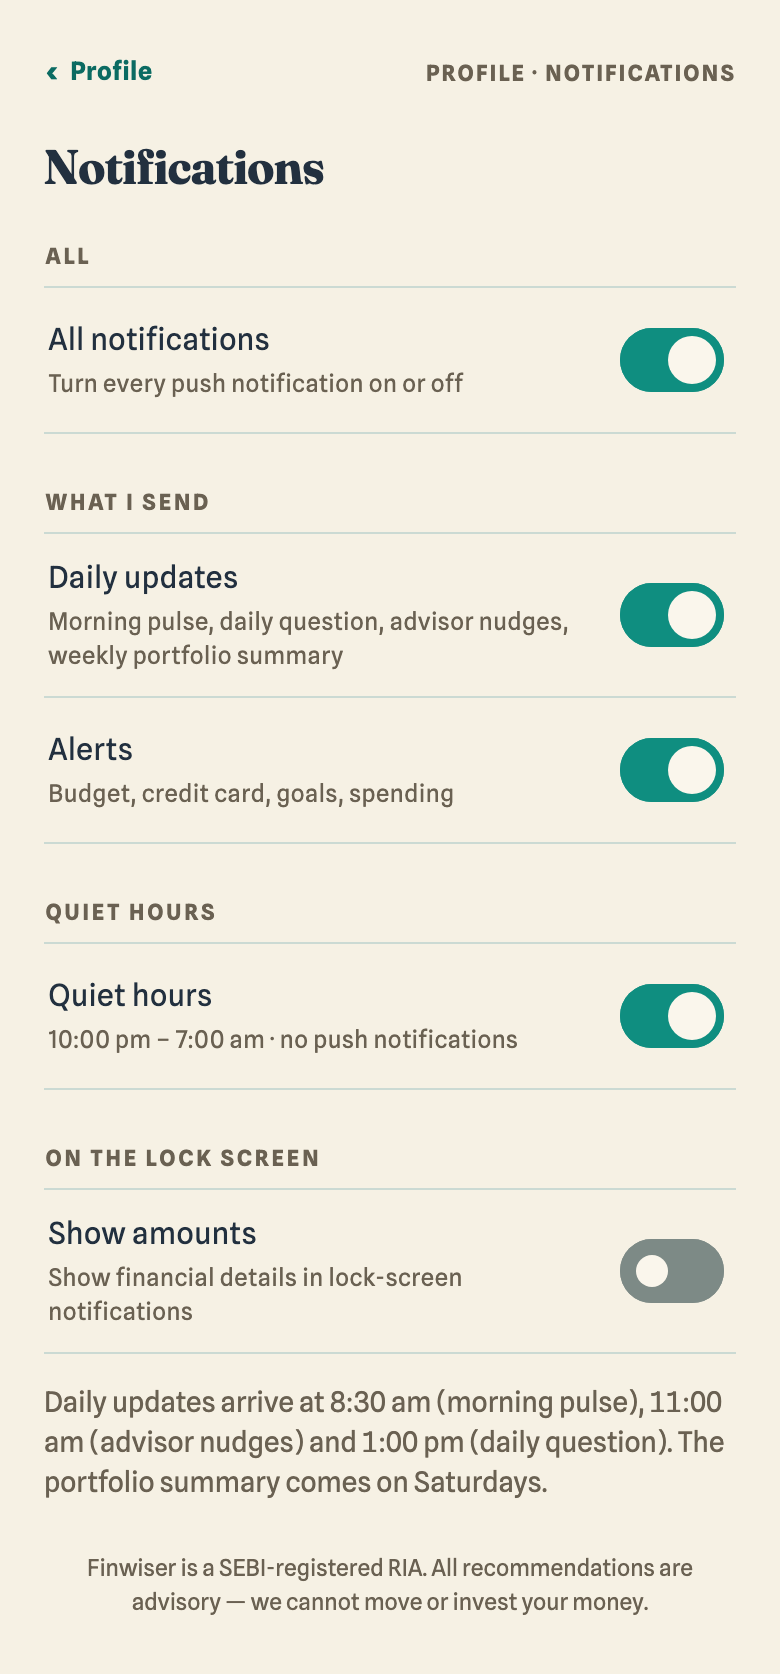 ‹ Profile
PROFILE · NOTIFICATIONS
Notifications
ALL
All notifications
Turn every push notification on or off
WHAT I SEND
Daily updates
Morning pulse, daily question, advisor nudges,
weekly portfolio summary
Alerts
Budget, credit card, goals, spending
QUIET HOURS
Quiet hours
10:00 pm – 7:00 am · no push notifications
ON THE LOCK SCREEN
Show amounts
Show financial details in lock-screen
notifications
Daily updates arrive at 8:30 am (morning pulse), 11:00
am (advisor nudges) and 1:00 pm (daily question). The
portfolio summary comes on Saturdays.
Finwiser is a SEBI-registered RIA. All recommendations are
advisory — we cannot move or invest your money.